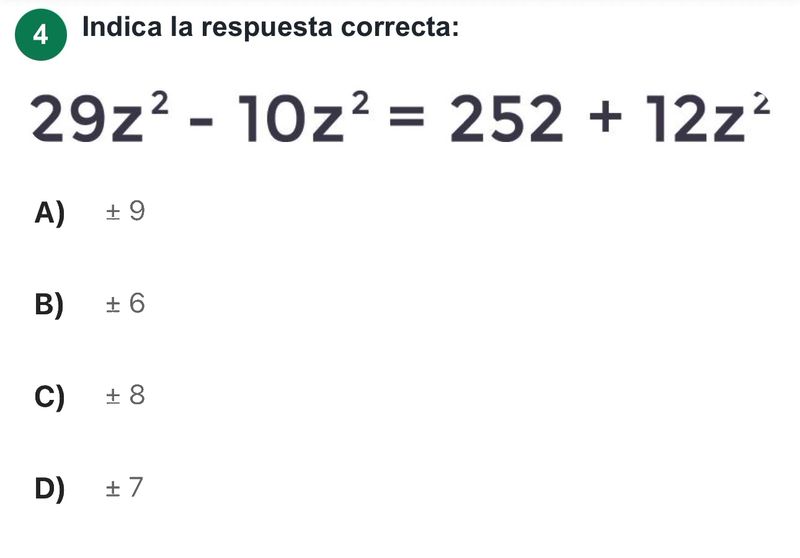 4 Indica la respuesta correcta:
29z² - 10z² = 252 + 12z²
A) ± 9
B) ± 6
C) ± 8
D) ± 7